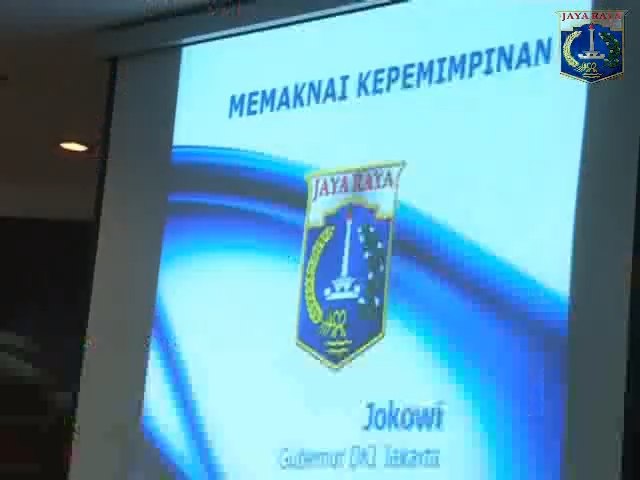 JAYA RAYA
MEMAKNAI KEPEMIMPINAN
JAYA RAYA
Jokowi
Gubernur DKI Jakarta